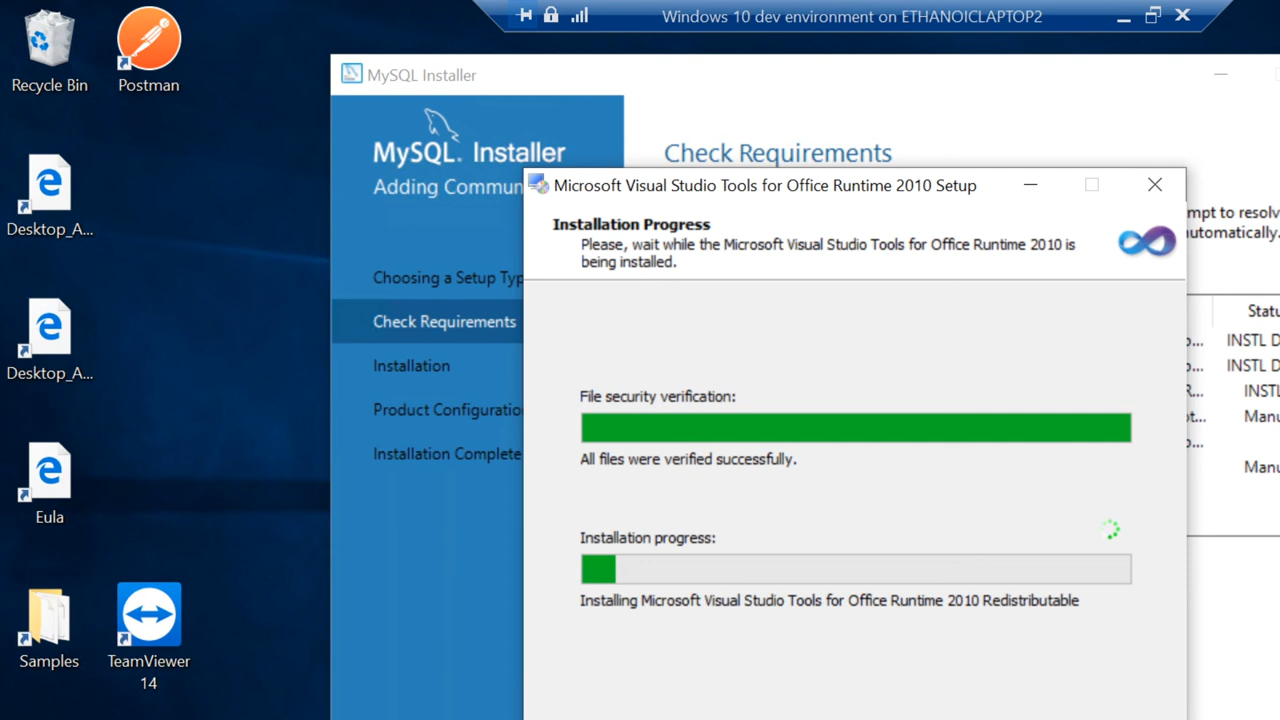 Windows 10 dev environment on ETHANOICLAPTOP2
Recycle Bin
Postman
Desktop_A...
Desktop_A...
Eula
Samples
TeamViewer
14
MySQL Installer
MySQL. Installer
Adding Commun
Choosing a Setup Typ
Check Requirements
Installation
Product Configuratio
Installation Complete
Check Requirements
mpt to resolv
utomatically.
Statu
INSTL D
INSTL D
INSTL
Manu
Manu
Microsoft Visual Studio Tools for Office Runtime 2010 Setup
Installation Progress
Please, wait while the Microsoft Visual Studio Tools for Office Runtime 2010 is
being installed.
File security verification:
All files were verified successfully.
Installation progress:
Installing Microsoft Visual Studio Tools for Office Runtime 2010 Redistributable